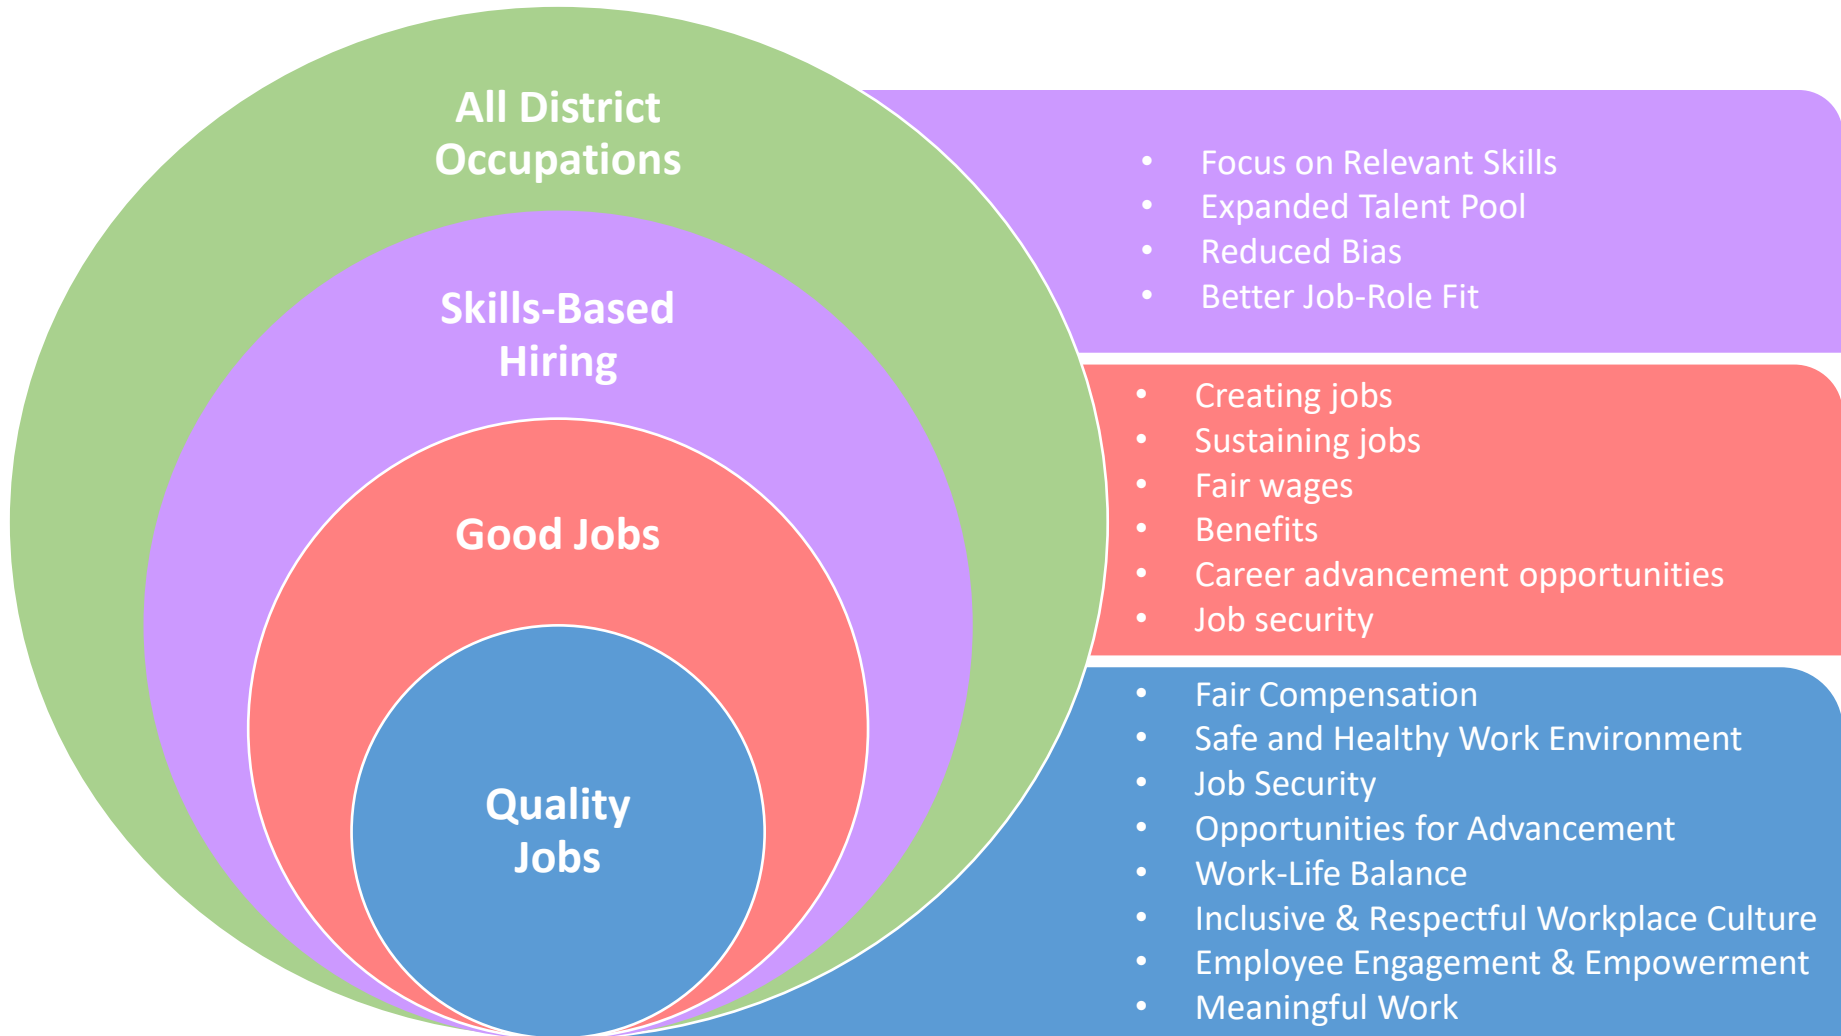 All District
Occupations
Skills-Based
Hiring
Good Jobs
Quality
Jobs
• Focus on Relevant Skills
• Expanded Talent Pool
• Reduced Bias
• Better Job-Role Fit
• Creating jobs
• Sustaining jobs
• Fair wages
• Benefits
• Career advancement opportunities
• Job security
• Fair Compensation
• Safe and Healthy Work Environment
• Job Security
• Opportunities for Advancement
• Work-Life Balance
• Inclusive & Respectful Workplace Culture
• Employee Engagement & Empowerment
• Meaningful Work